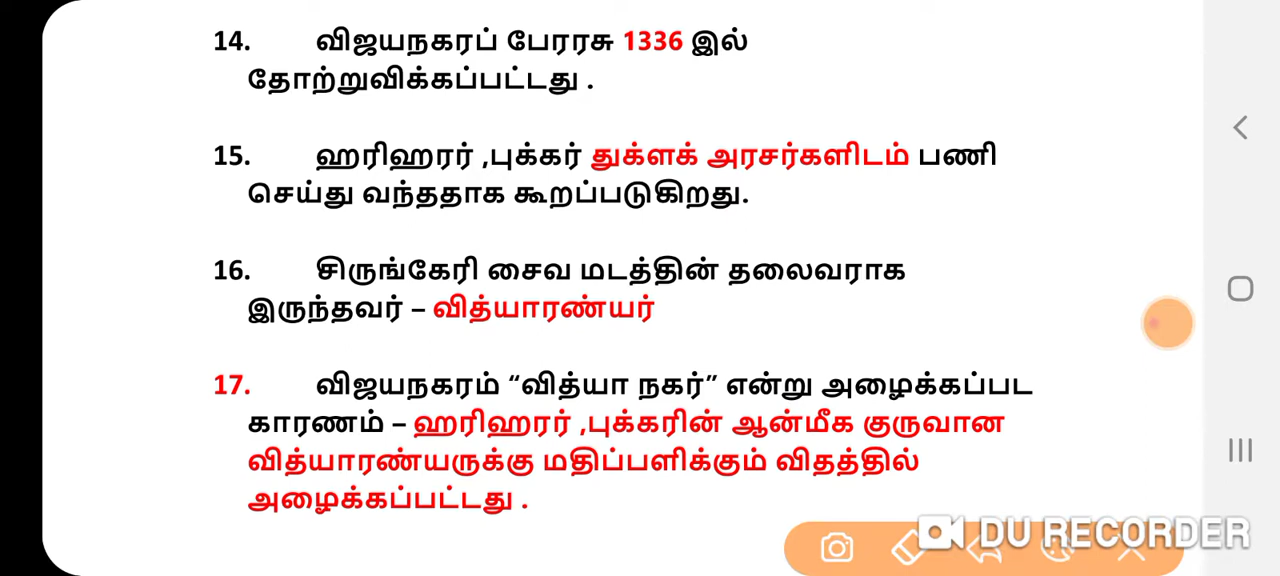 14. விஜயநகரப் பேரரசு 1336 இல்
தோற்றுவிக்கப்பட்டது .
15. ஹரிஹரர் ,புக்கர் துக்ளக் அரசர்களிடம் பணி
செய்து வந்ததாக கூறப்படுகிறது.
16. சிருங்கேரி சைவ மடத்தின் தலைவராக
இருந்தவர் – வித்யாரண்யர்
17. விஜயநகரம் “வித்யா நகர்” என்று அழைக்கப்பட
காரணம் – ஹரிஹரர் ,புக்கரின் ஆன்மீக குருவான
வித்யாரண்யருக்கு மதிப்பளிக்கும் விதத்தில்
அழைக்கப்பட்டது .
DU RECORDER